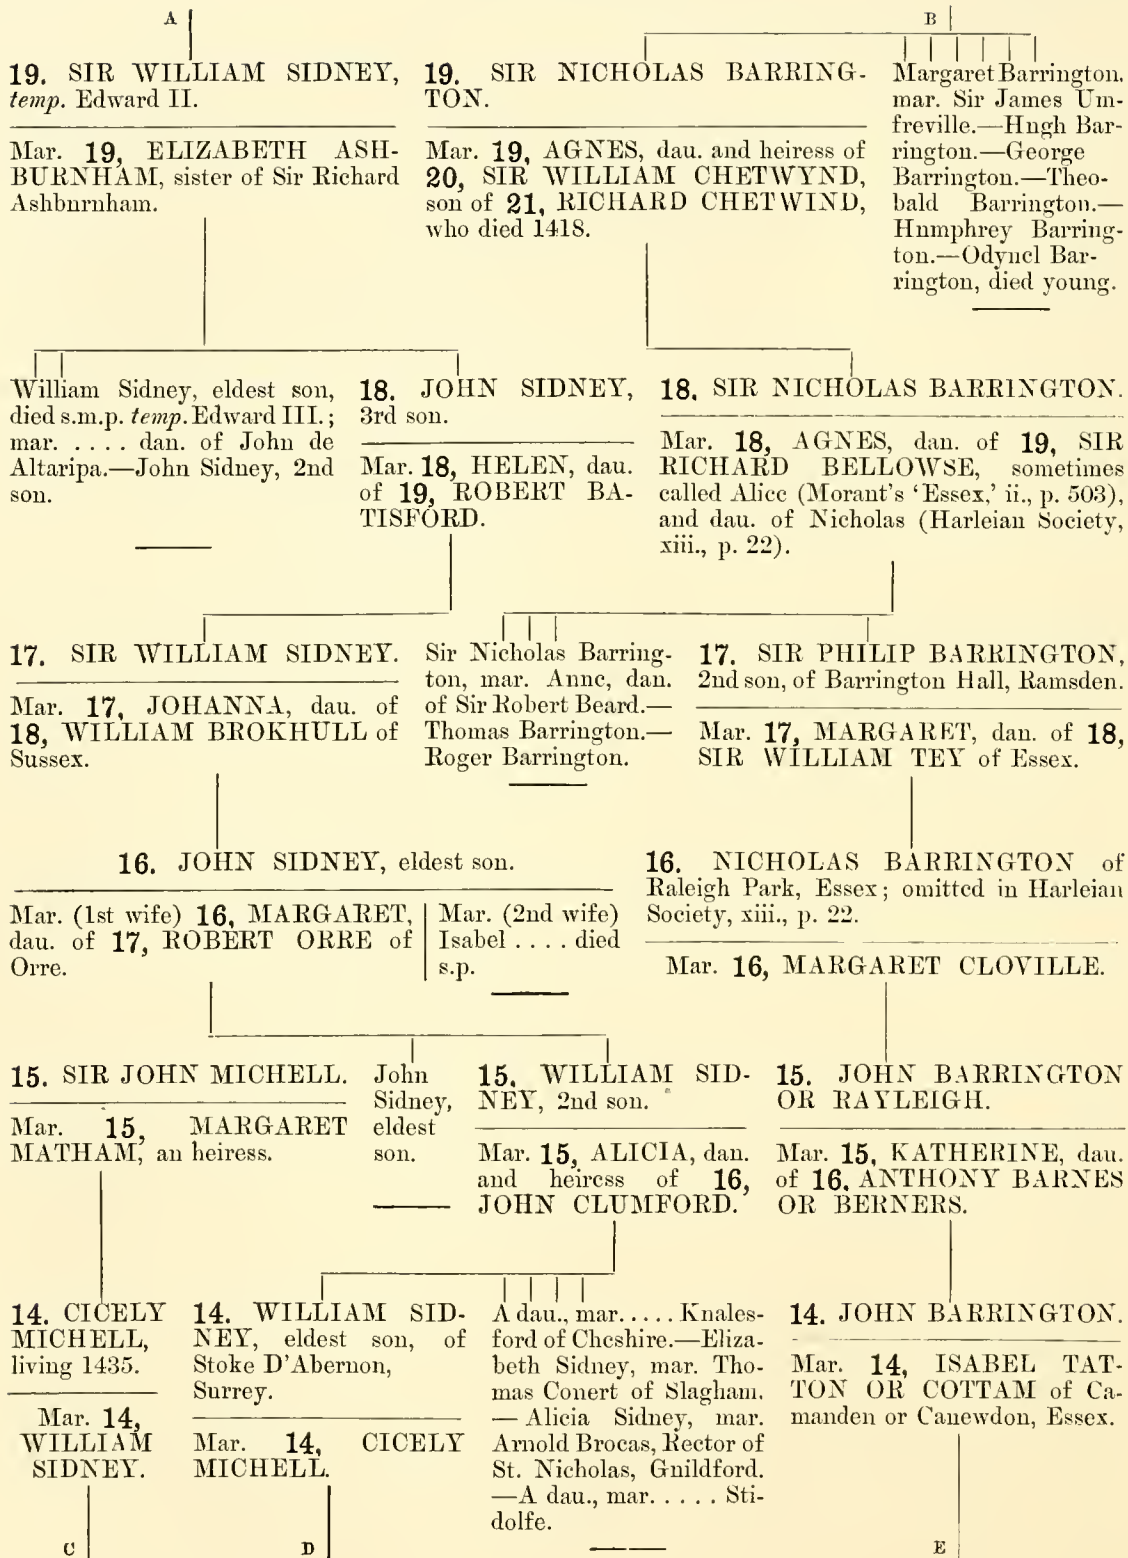 A
B
19. SIR WILLIAM SIDNEY,
temp. Edward II.
Mar. 19, ELIZABETH ASH-
BURNHAM, sister of Sir Richard
Ashburnham.
19. SIR NICHOLAS BARRING-
TON.
Mar. 19, AGNES, dau. and heiress of
20, SIR WILLIAM CHETWYND,
son of 21, RICHARD CHETWIND,
who died 1418.
Margaret Barrington,
mar. Sir James Um-
freville.—Hugh Bar-
rington.—George
Barrington.—Theo-
bald Barrington.—
Humphrey Barring-
ton.—Odynel Bar-
rington, died young.
William Sidney, eldest son,
died s.m.p. temp. Edward III.;
mar. .... dau. of John de
Altaripa.—John Sidney, 2nd
son.
18. JOHN SIDNEY,
3rd son.
Mar. 18, HELEN, dau.
of 19, ROBERT BA-
TISFORD.
18. SIR NICHOLAS BARRINGTON.
Mar. 18, AGNES, dau. of 19, SIR
RICHARD BELLOWSE, sometimes
called Alice (Morant's 'Essex,' ii., p. 503),
and dau. of Nicholas (Harleian Society,
xiii., p. 22).
17. SIR WILLIAM SIDNEY.
Mar. 17, JOHANNA, dau. of
18, WILLIAM BROKHULL of
Sussex.
Sir Nicholas Barring-
ton, mar. Anne, dau.
of Sir Robert Beard.—
Thomas Barrington.—
Roger Barrington.
17. SIR PHILIP BARRINGTON,
2nd son, of Barrington Hall, Ramsden.
Mar. 17, MARGARET, dau. of 18,
SIR WILLIAM TEY of Essex.
16. JOHN SIDNEY, eldest son.
Mar. (1st wife) 16, MARGARET,
dau. of 17, ROBERT ORRE of
Orre.
Mar. (2nd wife)
Isabel .... died
s.p.
16. NICHOLAS BARRINGTON of
Raleigh Park, Essex; omitted in Harleian
Society, xiii., p. 22.
Mar. 16, MARGARET CLOVILLE.
15. SIR JOHN MICHELL.
Mar. 15, MARGARET
MATHAM, an heiress.
John
Sidney,
eldest
son.
15. WILLIAM SID-
NEY, 2nd son.
Mar. 15, ALICIA, dau.
and heiress of 16,
JOHN CLUMFORD.
15. JOHN BARRINGTON
OR RAYLEIGH.
Mar. 15, KATHERINE, dau.
of 16, ANTHONY BARNES
OR BERNERS.
14. CICELY
MICHELL,
living 1435.
Mar. 14,
WILLIAM
SIDNEY.
14. WILLIAM SID-
NEY, eldest son, of
Stoke D'Abernon,
Surrey.
Mar. 14, CICELY
MICHELL.
A dau., mar..... Knales-
ford of Cheshire.—Eliza-
beth Sidney, mar. Tho-
mas Conert of Slagham.
—Alicia Sidney, mar.
Arnold Brocas, Rector of
St. Nicholas, Guildford.
—A dau., mar..... Sti-
dolfe.
14. JOHN BARRINGTON.
Mar. 14, ISABEL TAT-
TON OR COTTAM of Ca-
manden or Canewdon, Essex.
C
D
E